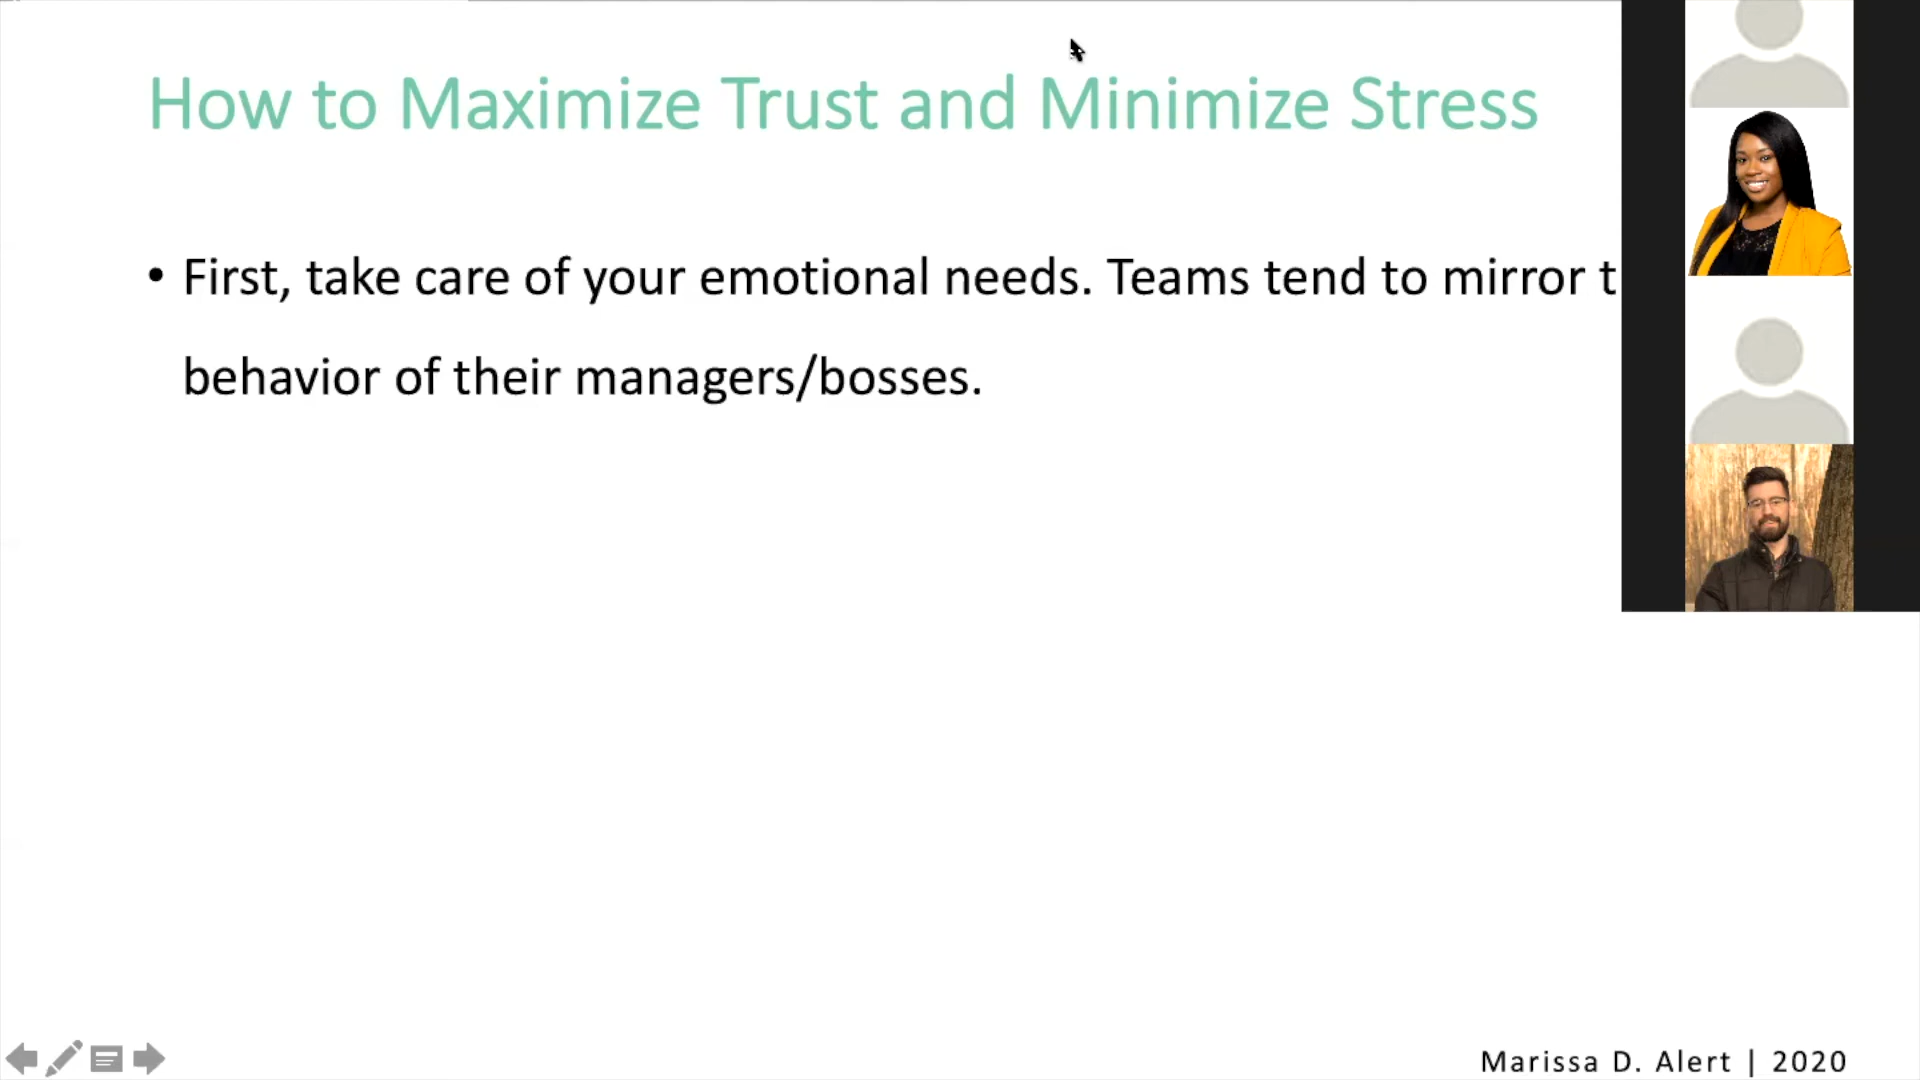 How to Maximize Trust and Minimize Stress
• First, take care of your emotional needs. Teams tend to mirror t
behavior of their managers/bosses.
Marissa D. Alert | 2020